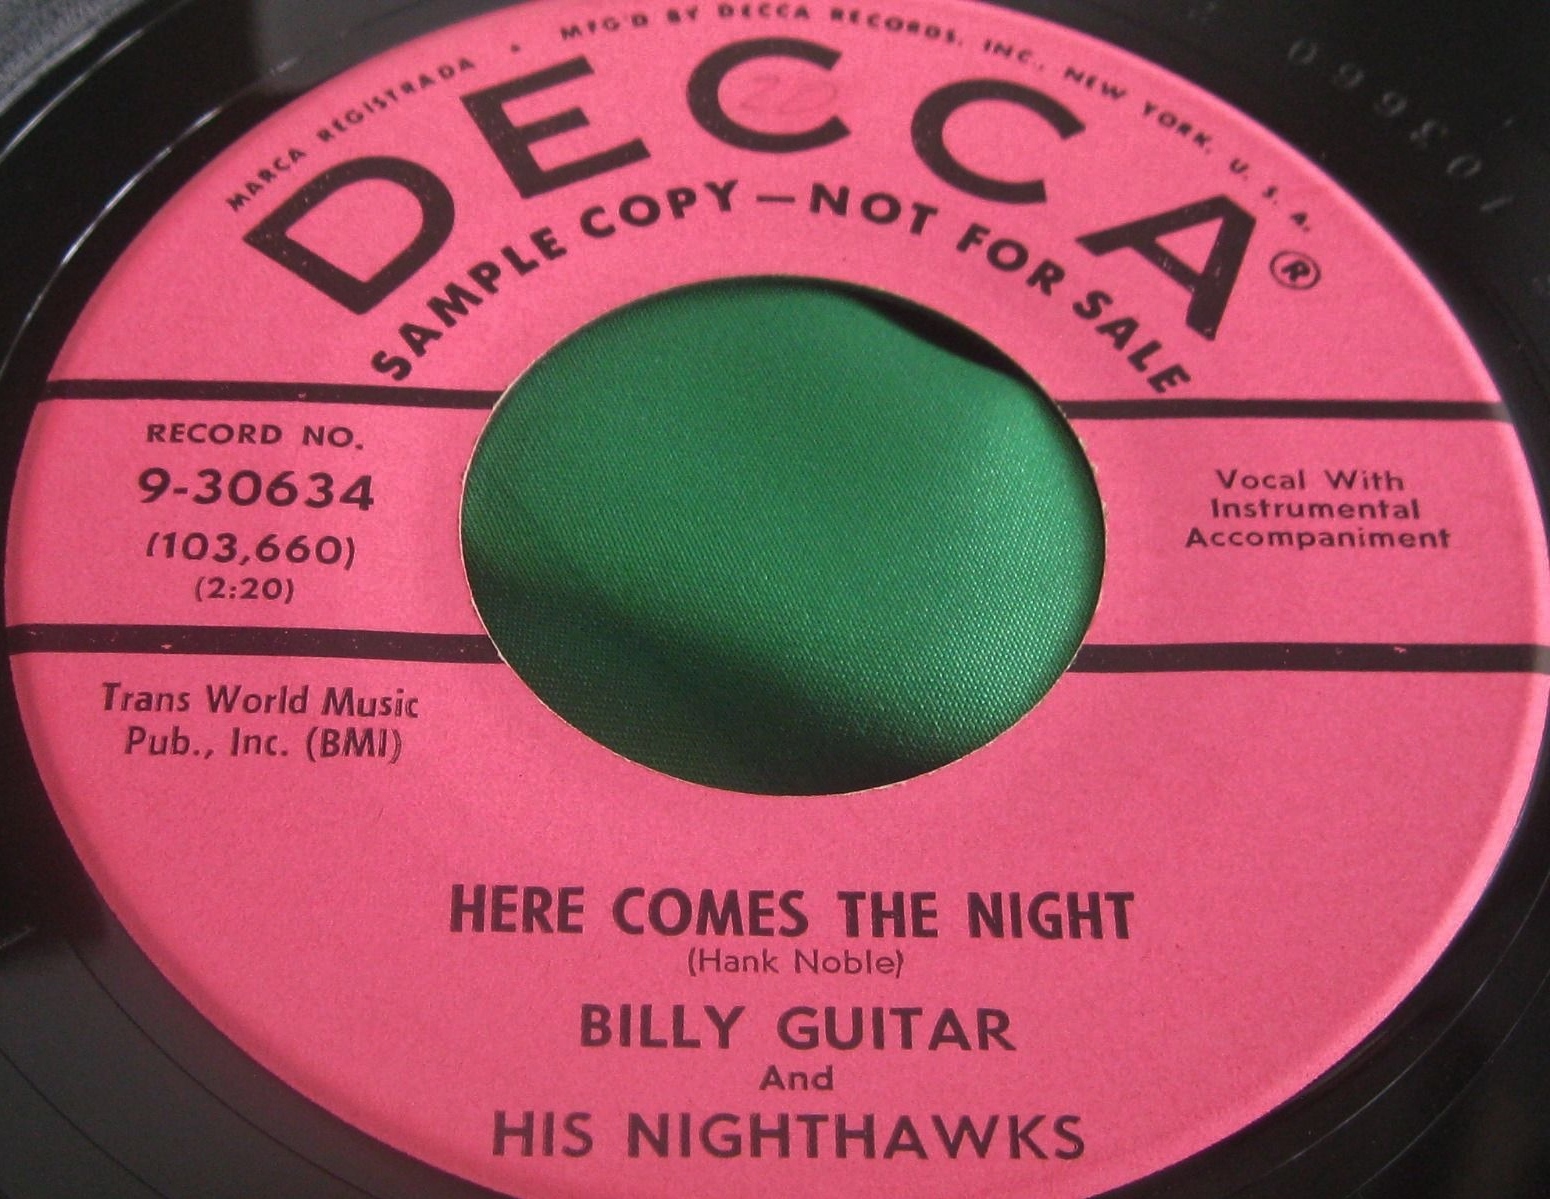 MARCA REGISTRADA • MFG'D BY DECCA RECORDS, INC., NEW YORK, U. S. A.
20
DECCA®
SAMPLE COPY—NOT FOR SALE
RECORD NO.
9-30634
(103,660)
(2:20)
Vocal With
Instrumental
Accompaniment
Trans World Music
Pub., Inc. (BMI)
HERE COMES THE NIGHT
(Hank Noble)
BILLY GUITAR
And
HIS NIGHTHAWKS
103660